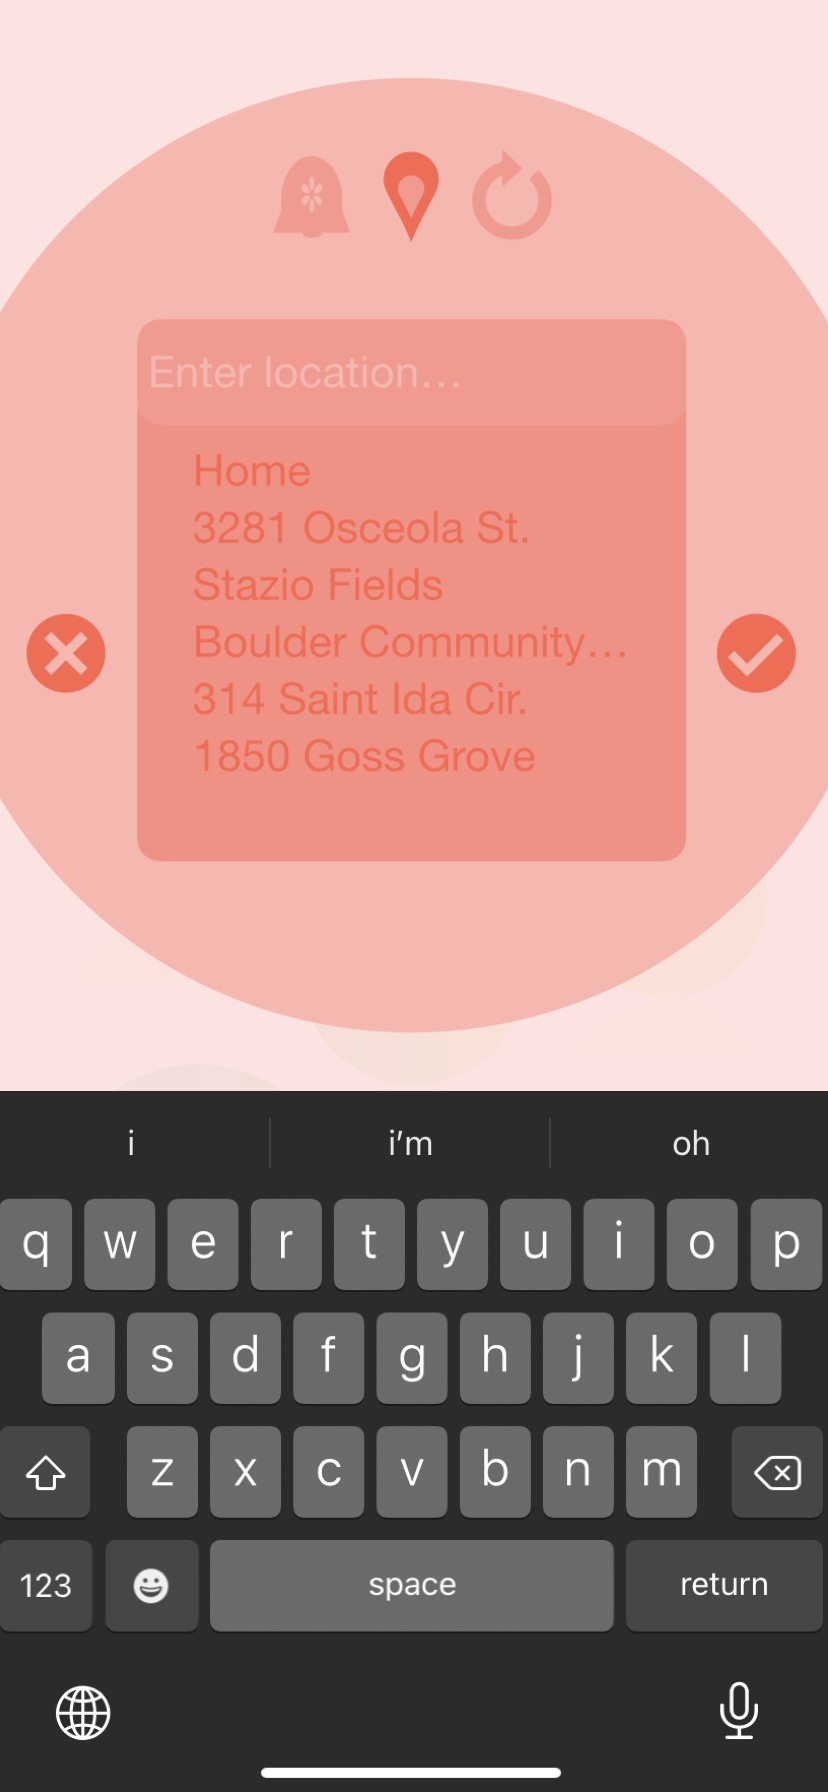 Enter location...
Home
3281 Osceola St.
Stazio Fields
Boulder Community...
314 Saint Ida Cir.
1850 Goss Grove
i i'm oh
q w e r t y u i o p
a s d f g h j k l
z x c v b n m
123 space return